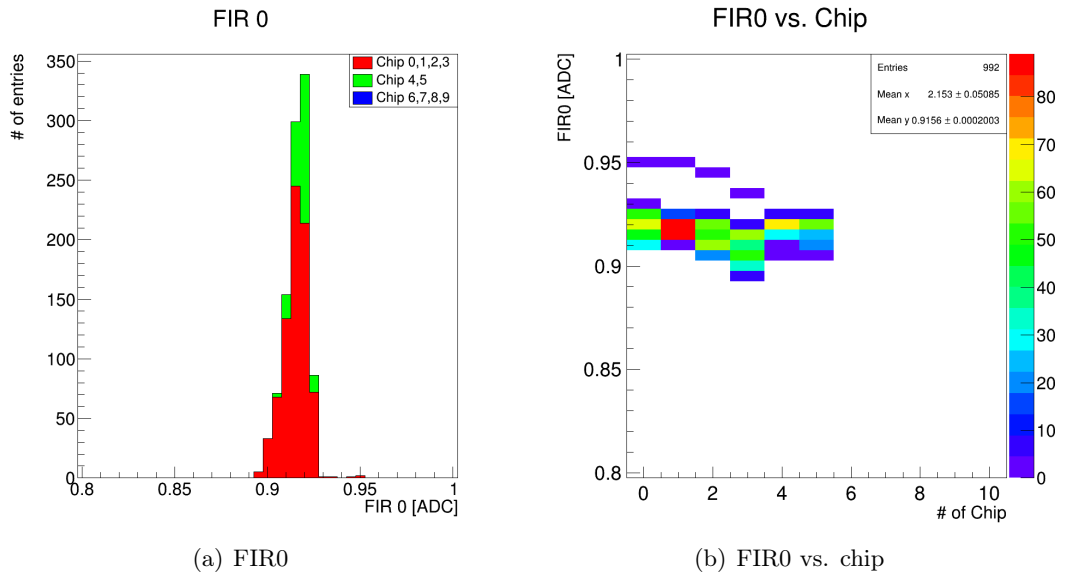 FIR 0
# of entries
350
300
250
200
150
100
50
0
0.8 0.85 0.9 0.95 1
FIR 0 [ADC]
Chip 0,1,2,3
Chip 4,5
Chip 6,7,8,9
(a) FIR0
FIR0 vs. Chip
FIR0 [ADC]
1
0.95
0.9
0.85
0.8
0 2 4 6 8 10
# of Chip
Entries 992
Mean x 2.153 ± 0.05085
Mean y 0.9156 ± 0.0002003
80
70
60
50
40
30
20
10
0
(b) FIR0 vs. chip